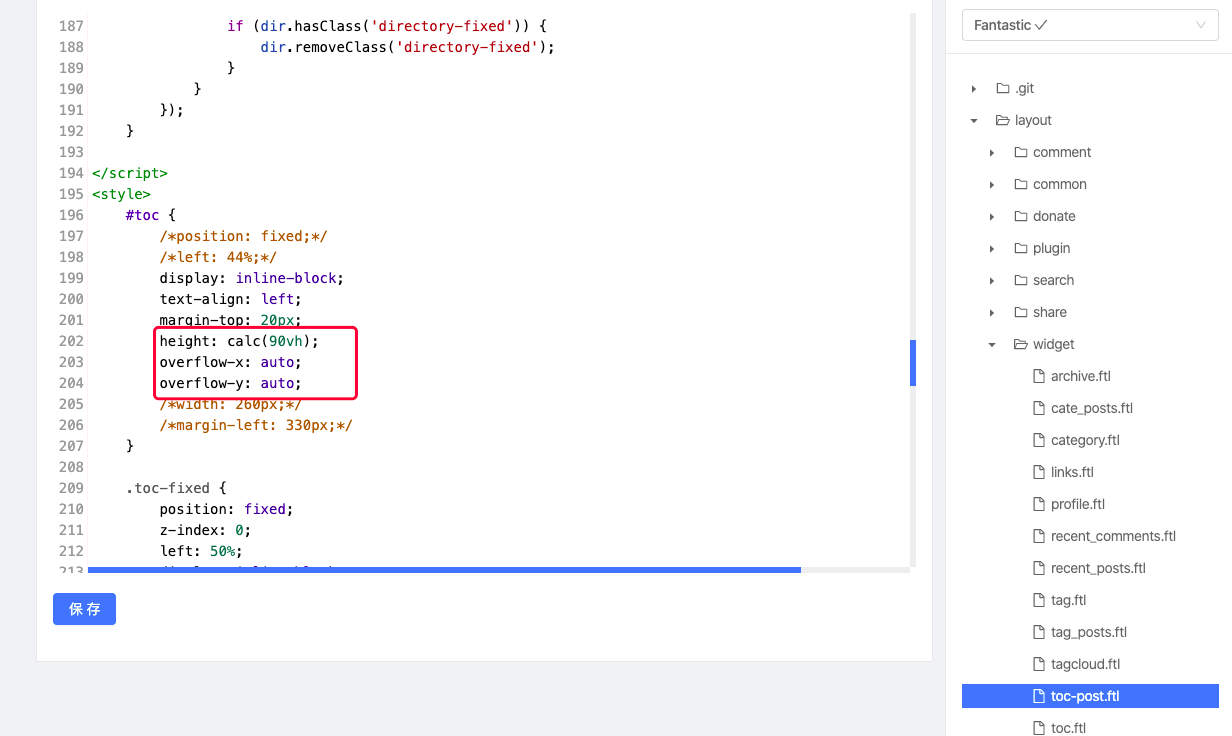 187                 if (dir.hasClass('directory-fixed')) {
188                     dir.removeClass('directory-fixed');
189                 }
190             }
191         });
192     }
193
194 </script>
195 <style>
196     #toc {
197         /*position: fixed;*/
198         /*left: 44%;*/
199         display: inline-block;
200         text-align: left;
201         margin-top: 20px;
202         height: calc(90vh);
203         overflow-x: auto;
204         overflow-y: auto;
205         /*width: 260px;*/
206         /*margin-left: 330px;*/
207     }
208
209     .toc-fixed {
210         position: fixed;
211         z-index: 0;
212         left: 50%;
213
保 存
Fantastic ✓
.git
layout
comment
common
donate
plugin
search
share
widget
archive.ftl
cate_posts.ftl
category.ftl
links.ftl
profile.ftl
recent_comments.ftl
recent_posts.ftl
tag.ftl
tag_posts.ftl
tagcloud.ftl
toc-post.ftl
toc.ftl